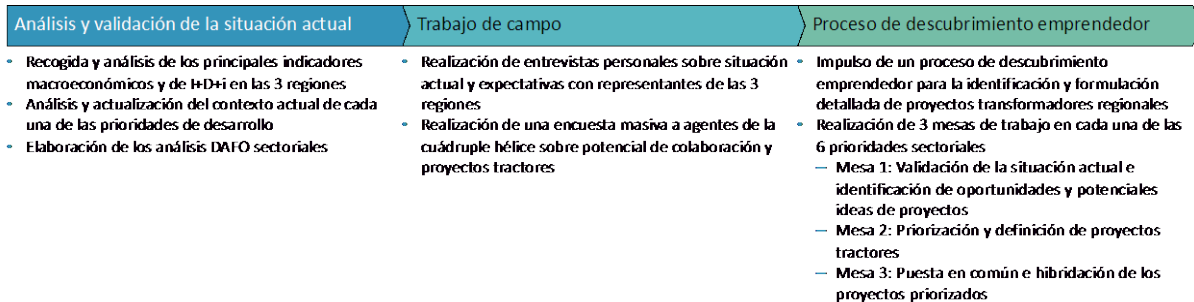 Análisis y validación de la situación actual
• Recogida y análisis de los principales indicadores
macroeconómicos y de I+D+i en las 3 regiones
• Análisis y actualización del contexto actual de cada
una de las prioridades de desarrollo
• Elaboración de los análisis DAFO sectoriales
Trabajo de campo
• Realización de entrevistas personales sobre situación
actual y expectativas con representantes de las 3
regiones
• Realización de una encuesta masiva a agentes de la
cuádruple hélice sobre potencial de colaboración y
proyectos tractores
Proceso de descubrimiento emprendedor
• Impulso de un proceso de descubrimiento
emprendedor para la identificación y formulación
detallada de proyectos transformadores regionales
• Realización de 3 mesas de trabajo en cada una de las
6 prioridades sectoriales
— Mesa 1: Validación de la situación actual e
identificación de oportunidades y potenciales
ideas de proyectos
— Mesa 2: Priorización y definición de proyectos
tractores
— Mesa 3: Puesta en común e hibridación de los
proyectos priorizados